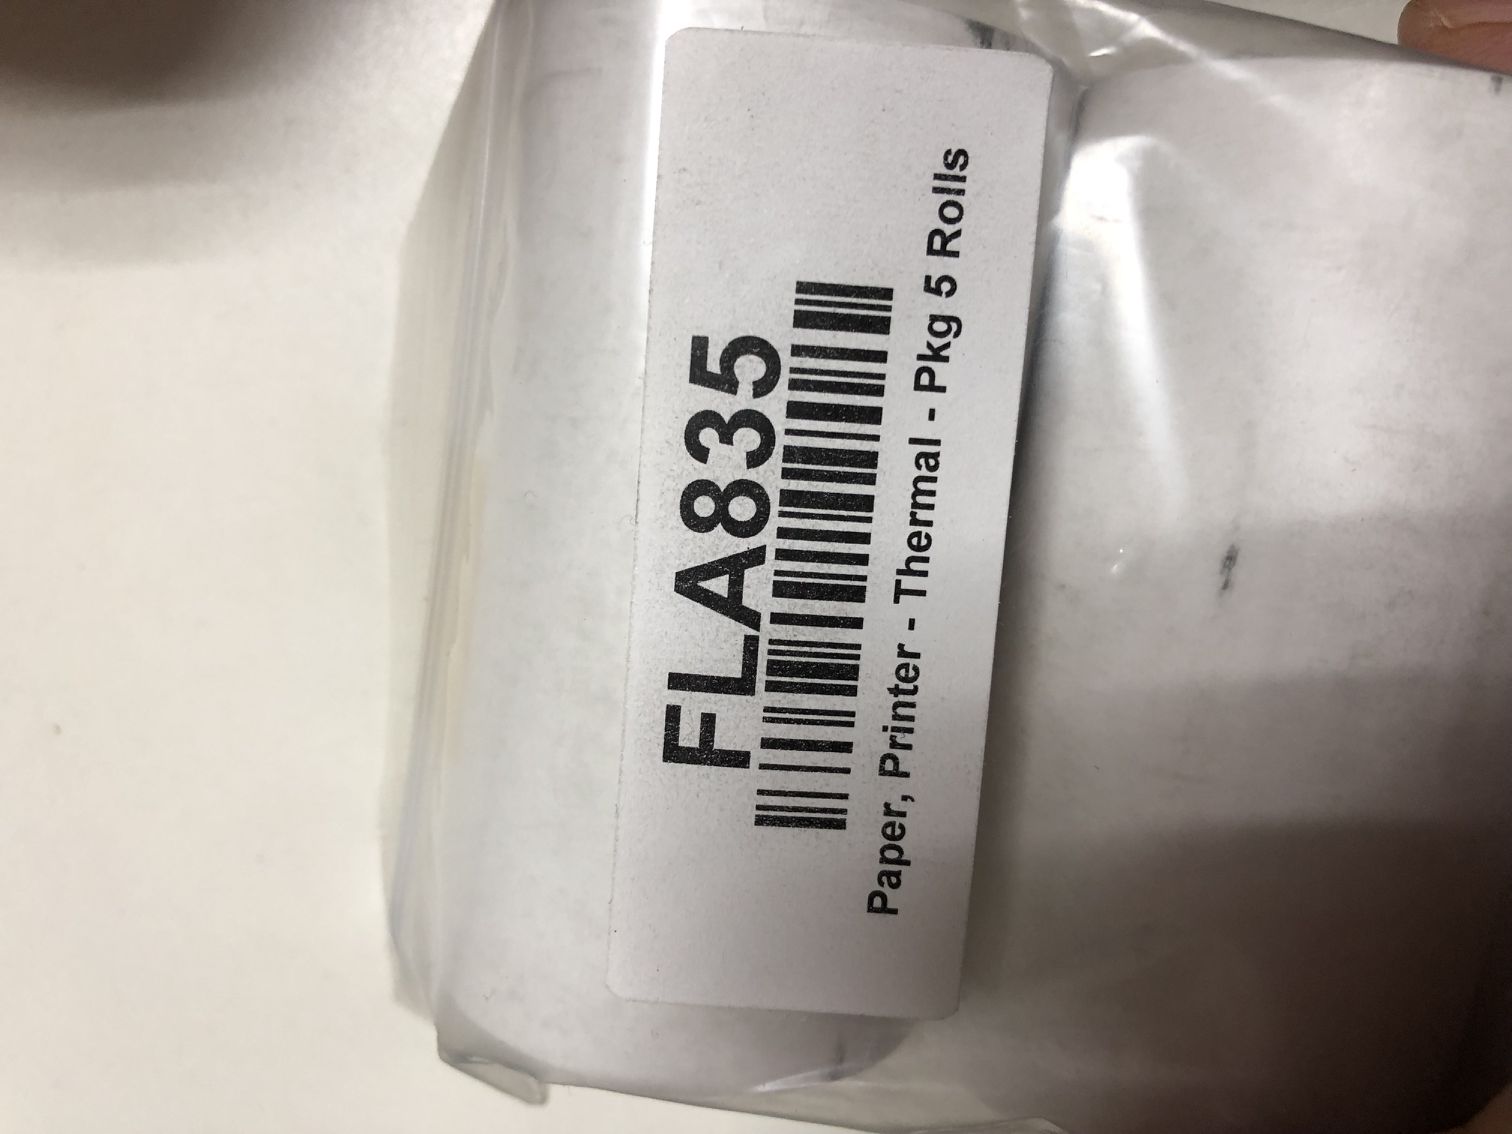 FLA835
Paper, Printer - Thermal - Pkg 5 Rolls